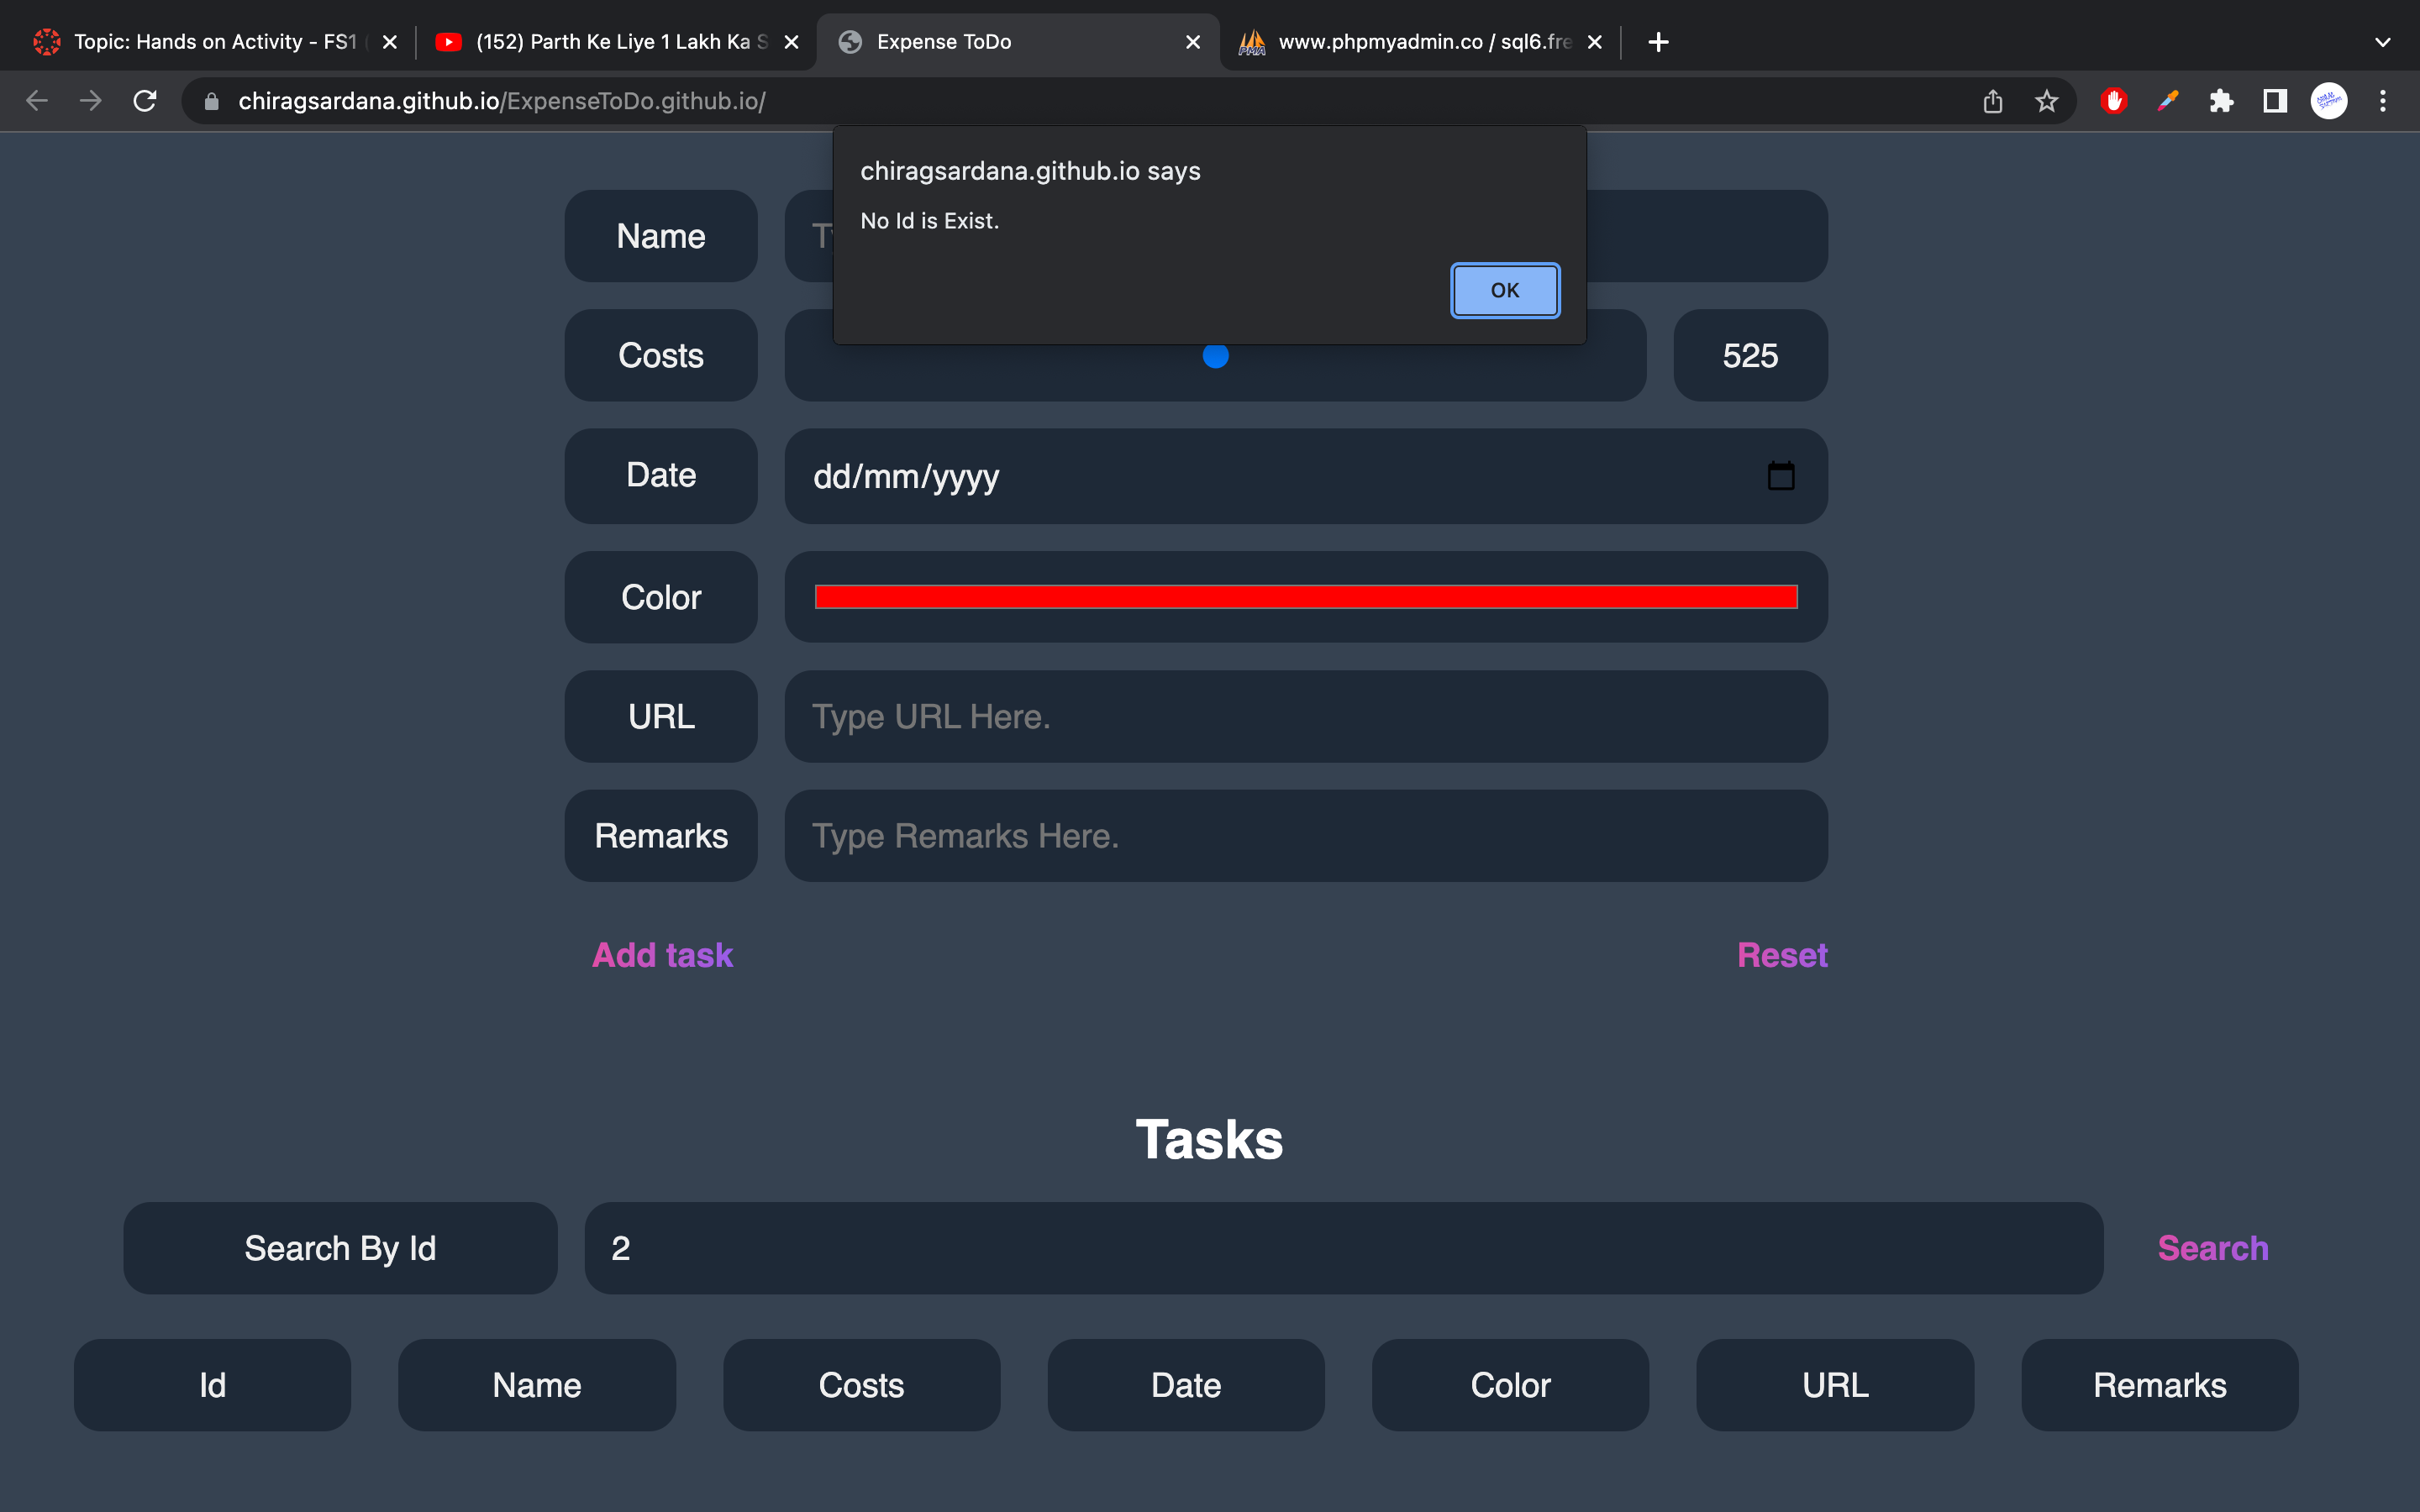 Topic: Hands on Activity - FS1
(152) Parth Ke Liye 1 Lakh Ka S
Expense ToDo
www.phpmyadmin.co / sql6.fre
chiragsardana.github.io/ExpenseToDo.github.io/
chiragsardana.github.io says
No Id is Exist.
OK
Name
Costs
525
Date
dd/mm/yyyy
Color
URL
Type URL Here.
Remarks
Type Remarks Here.
Add task
Reset
Tasks
Search By Id
2
Search
Id
Name
Costs
Date
Color
URL
Remarks